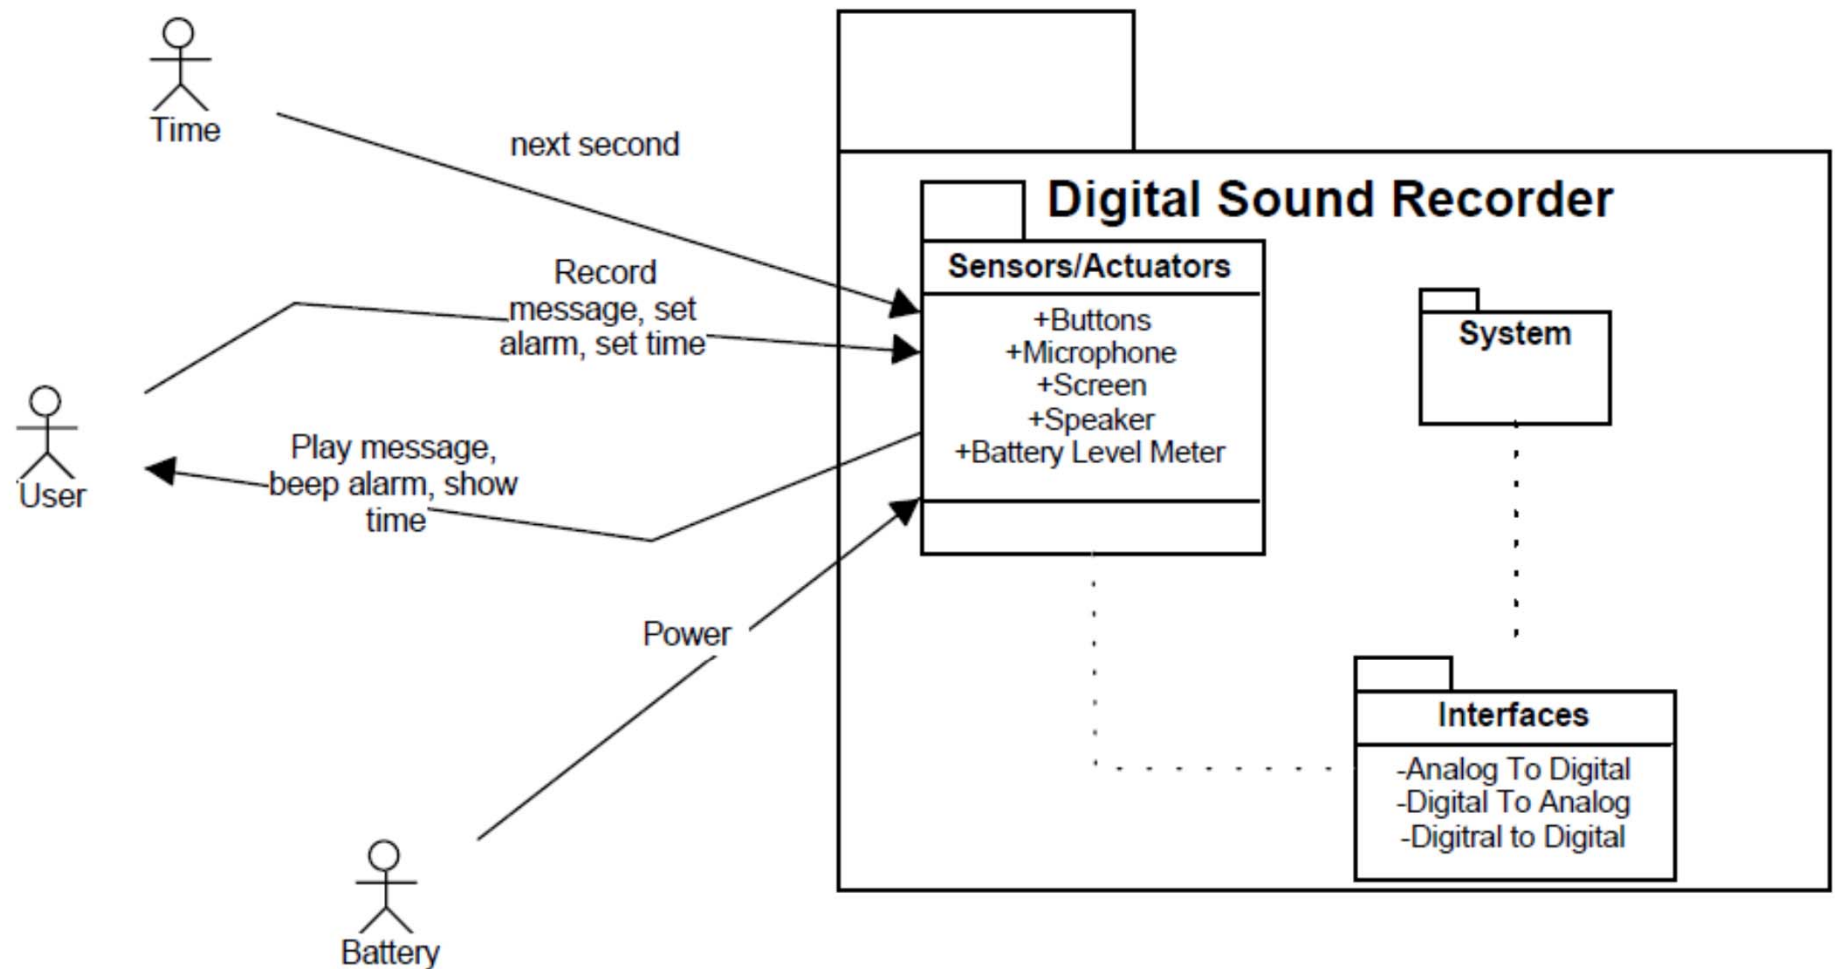 Time
next second
Digital Sound Recorder
Sensors/Actuators
+Buttons
+Microphone
+Screen
+Speaker
+Battery Level Meter
System
Record
message, set
alarm, set time
User
Play message,
beep alarm, show
time
Power
Interfaces
-Analog To Digital
-Digital To Analog
-Digitral to Digital
Battery